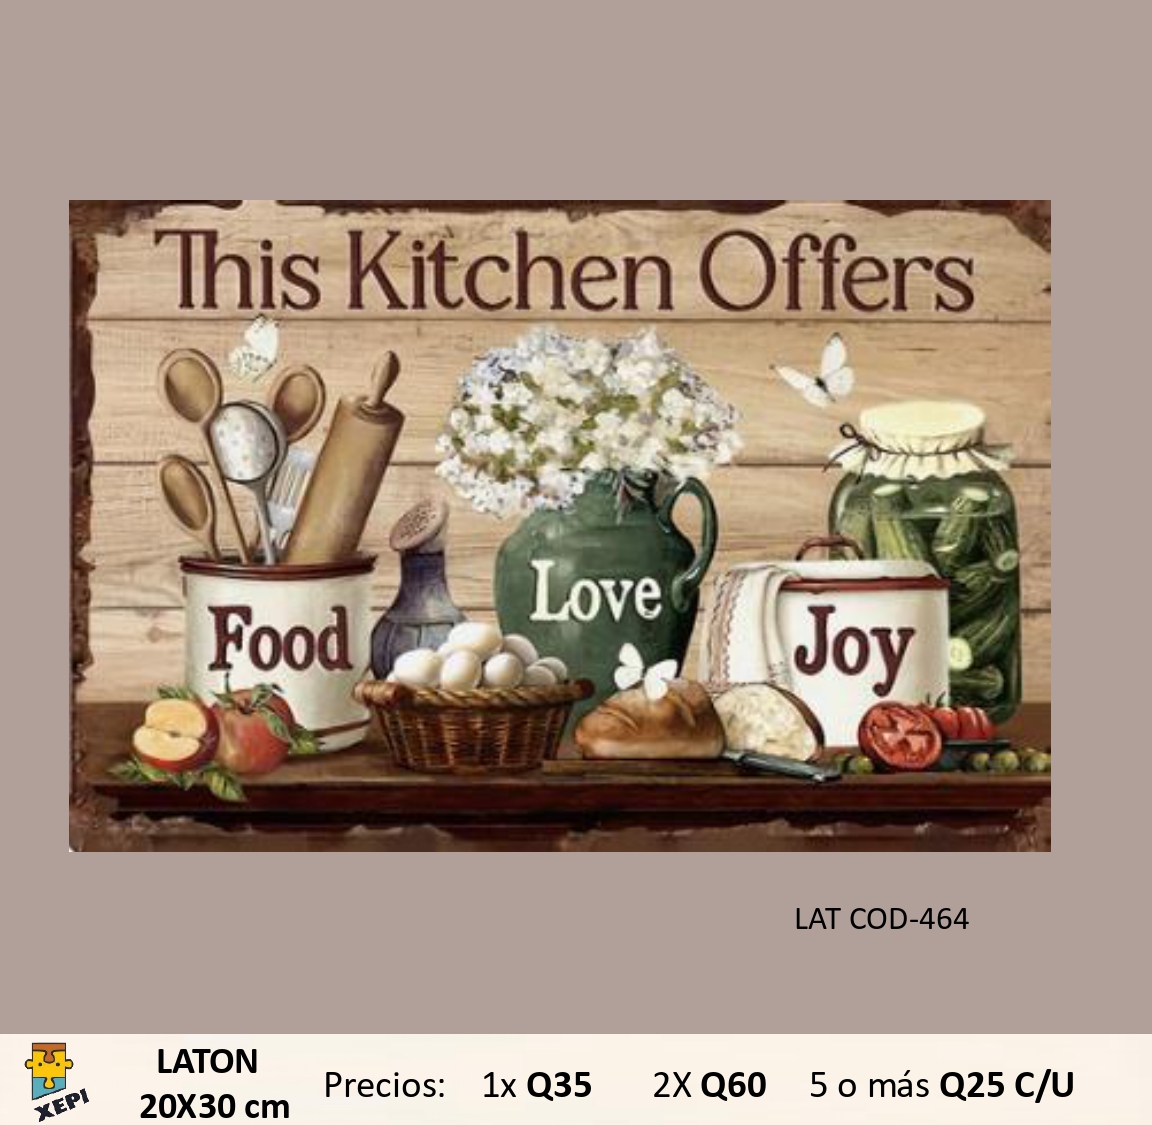 This Kitchen Offers
Food
Love
Joy
LAT COD-464
XEPI
LATON
20X30 cm
Precios: 1x Q35 2X Q60 5 o más Q25 C/U